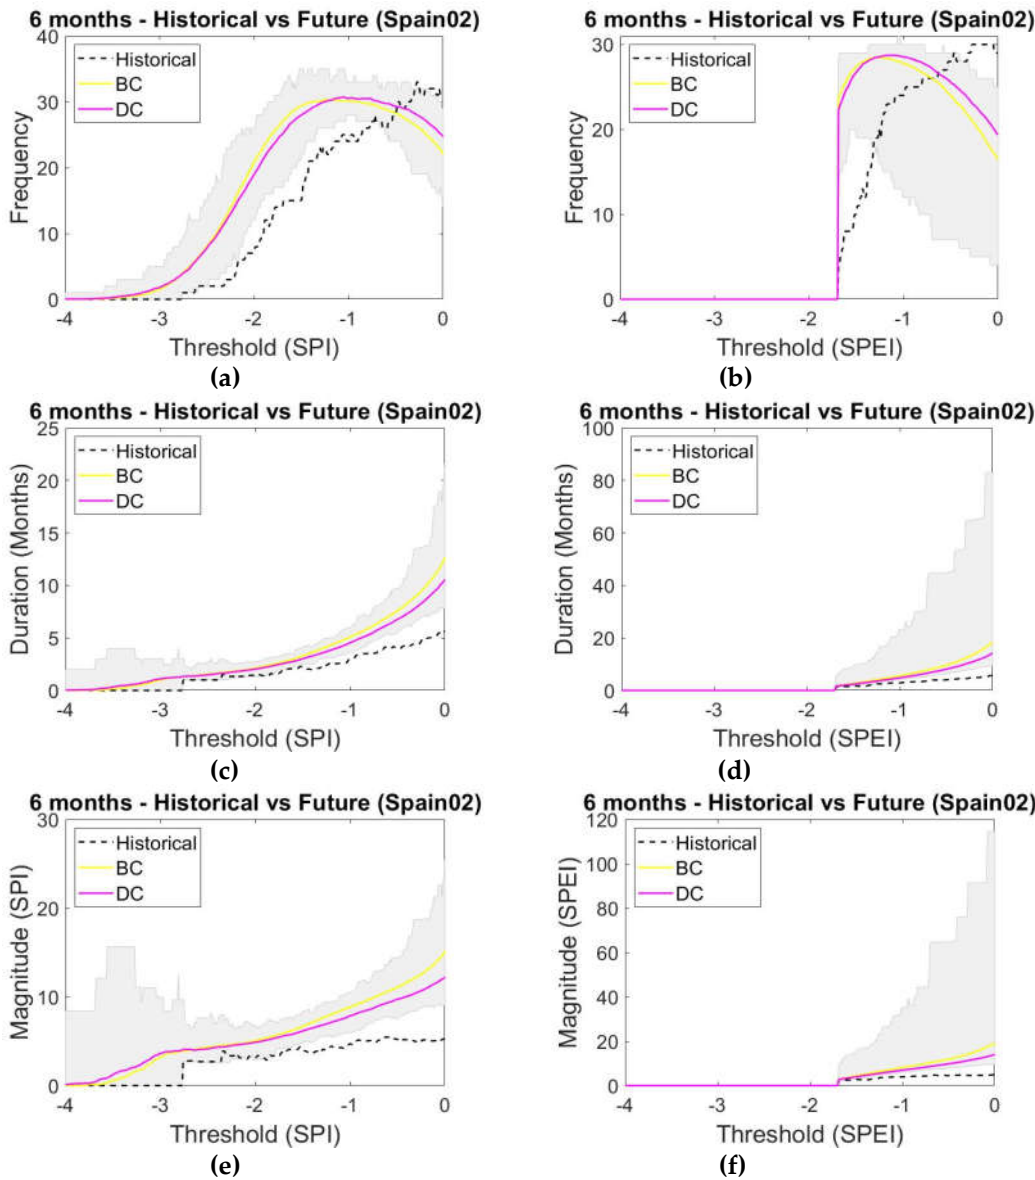 6 months - Historical vs Future (Spain02)
40
30
20
10
0
Frequency
Historical
BC
DC
-4
-3
-2
-1
0
Threshold (SPI)
(a)
6 months - Historical vs Future (Spain02)
30
20
10
0
Frequency
Historical
BC
DC
-4
-3
-2
-1
0
Threshold (SPEI)
(b)
6 months - Historical vs Future (Spain02)
25
20
15
10
5
0
Duration (Months)
Historical
BC
DC
-4
-3
-2
-1
0
Threshold (SPI)
(c)
6 months - Historical vs Future (Spain02)
100
80
60
40
20
0
Duration (Months)
Historical
BC
DC
-4
-3
-2
-1
0
Threshold (SPEI)
(d)
6 months - Historical vs Future (Spain02)
30
20
10
0
Magnitude (SPI)
Historical
BC
DC
-4
-3
-2
-1
0
Threshold (SPI)
(e)
6 months - Historical vs Future (Spain02)
120
100
80
60
40
20
0
Magnitude (SPEI)
Historical
BC
DC
-4
-3
-2
-1
0
Threshold (SPEI)
(f)